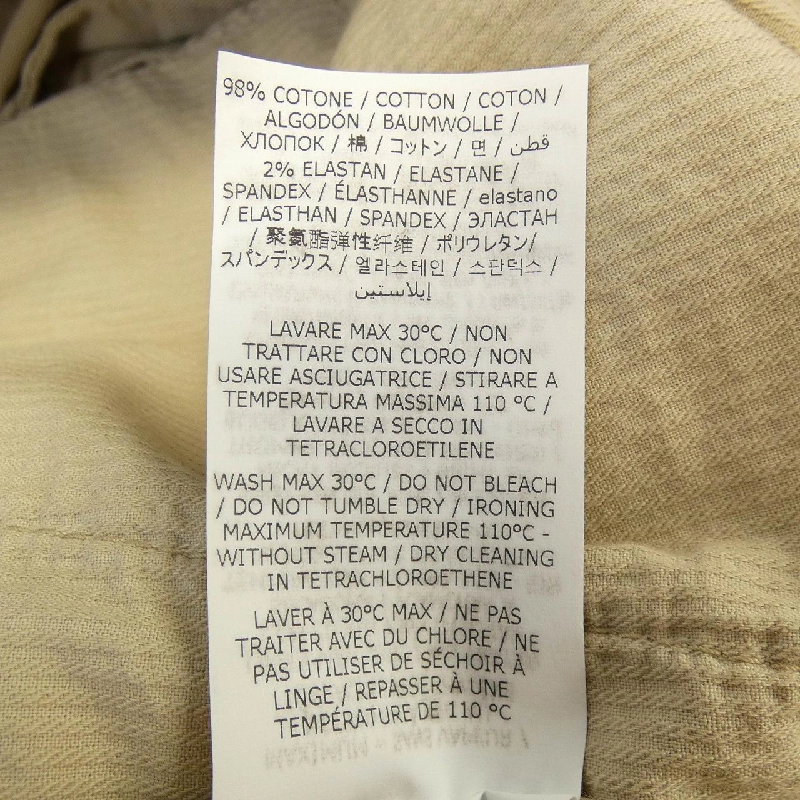 98% COTONE / COTTON / COTON /
ALGODÓN / BAUMWOLLE /
ХЛОПОК / 棉 / コットン / 면 / قطن
2% ELASTAN / ELASTANE /
SPANDEX / ÉLASTHANNE / elastano
/ ELASTHAN / SPANDEX / ЭЛАСТАН
/ 聚氨酯弹性纤维 / ポリウレタン/
スパンデックス / 엘라스테인 / 스판덱스 /
إيلاستين
LAVARE MAX 30°C / NON
TRATTARE CON CLORO / NON
USARE ASCIUGATRICE / STIRARE A
TEMPERATURA MASSIMA 110 °C /
LAVARE A SECCO IN
TETRACLOROETILENE
WASH MAX 30°C / DO NOT BLEACH
/ DO NOT TUMBLE DRY / IRONING
MAXIMUM TEMPERATURE 110°C -
WITHOUT STEAM / DRY CLEANING
IN TETRACHLOROETHENE
LAVER À 30°C MAX / NE PAS
TRAITER AVEC DU CHLORE / NE
PAS UTILISER DE SÉCHOIR À
LINGE / REPASSER À UNE
TEMPÉRATURE DE 110 °C